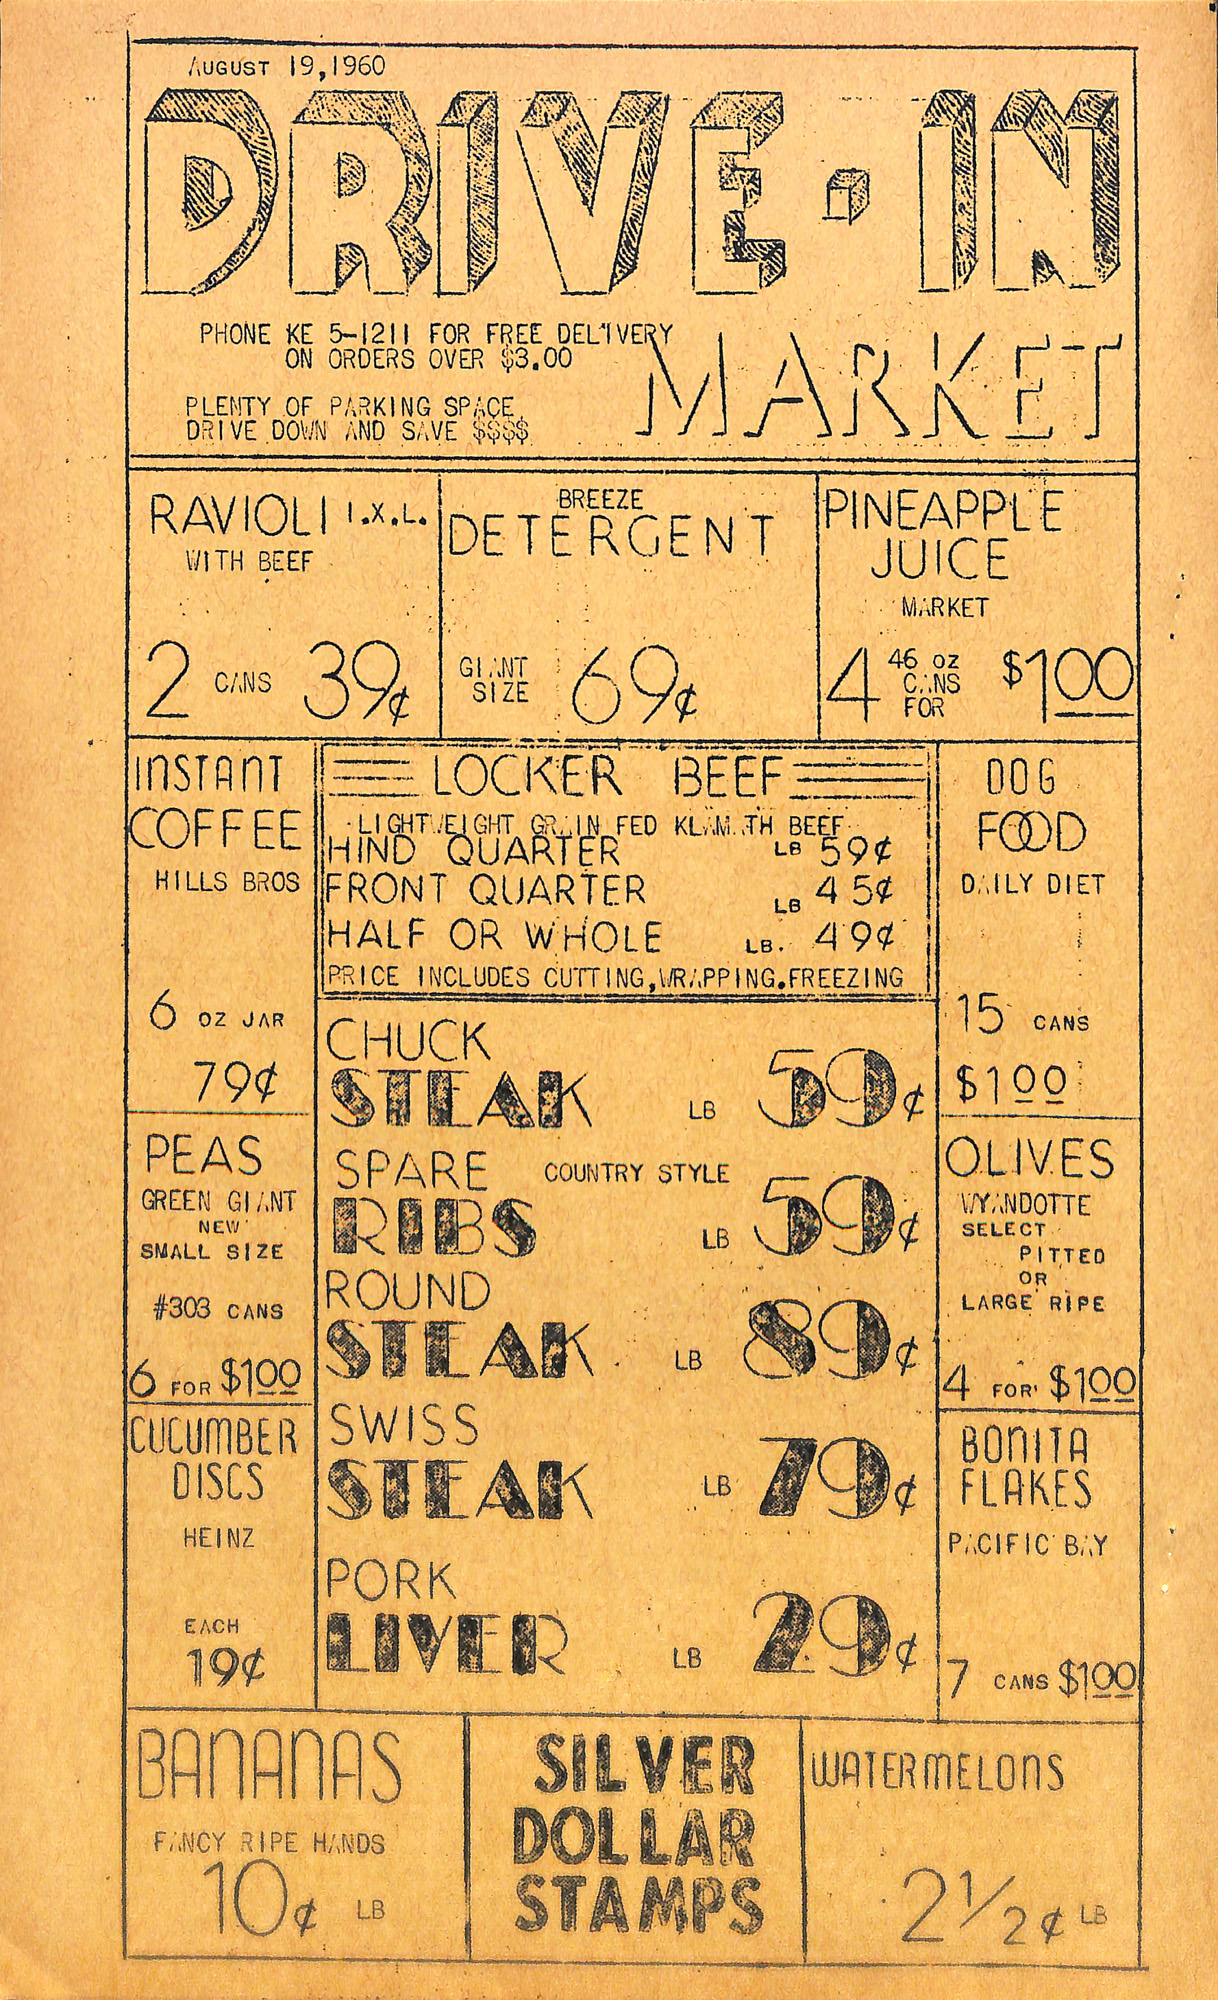 AUGUST 19,1960
DRIVE-IN
MARKET
PHONE KE 5-1211 FOR FREE DELIVERY
ON ORDERS OVER $3.00
PLENTY OF PARKING SPACE
DRIVE DOWN AND SAVE $$$$
RAVIOLI I.X.L.
WITH BEEF
2 CANS 39¢
BREEZE
DETERGENT
GIANT
SIZE 69¢
PINEAPPLE
JUICE
MARKET
4 46 OZ
CANS
FOR $1.00
INSTANT
COFFEE
HILLS BROS
6 OZ JAR
79¢
LOCKER BEEF
LIGHTWEIGHT GRAIN FED KLAMATH BEEF
HIND QUARTER LB 59¢
FRONT QUARTER LB 45¢
HALF OR WHOLE LB. 49¢
PRICE INCLUDES CUTTING,WRAPPING.FREEZING
DOG
FOOD
DAILY DIET
15 CANS
$1.00
CHUCK
STEAK LB 59¢
SPARE COUNTRY STYLE
RIBS LB 59¢
ROUND
STEAK LB 89¢
SWISS
STEAK LB 79¢
PORK
LIVER LB 29¢
PEAS
GREEN GIANT
NEW
SMALL SIZE
#303 CANS
6 FOR $1.00
OLIVES
WYANDOTTE
SELECT
PITTED
OR
LARGE RIPE
4 FOR $1.00
CUCUMBER
DISCS
HEINZ
EACH
19¢
BONITA
FLAKES
PACIFIC BAY
7 CANS $1.00
BANANAS
FANCY RIPE HANDS
10¢ LB
SILVER
DOLLAR
STAMPS
WATERMELONS
2½¢ LB